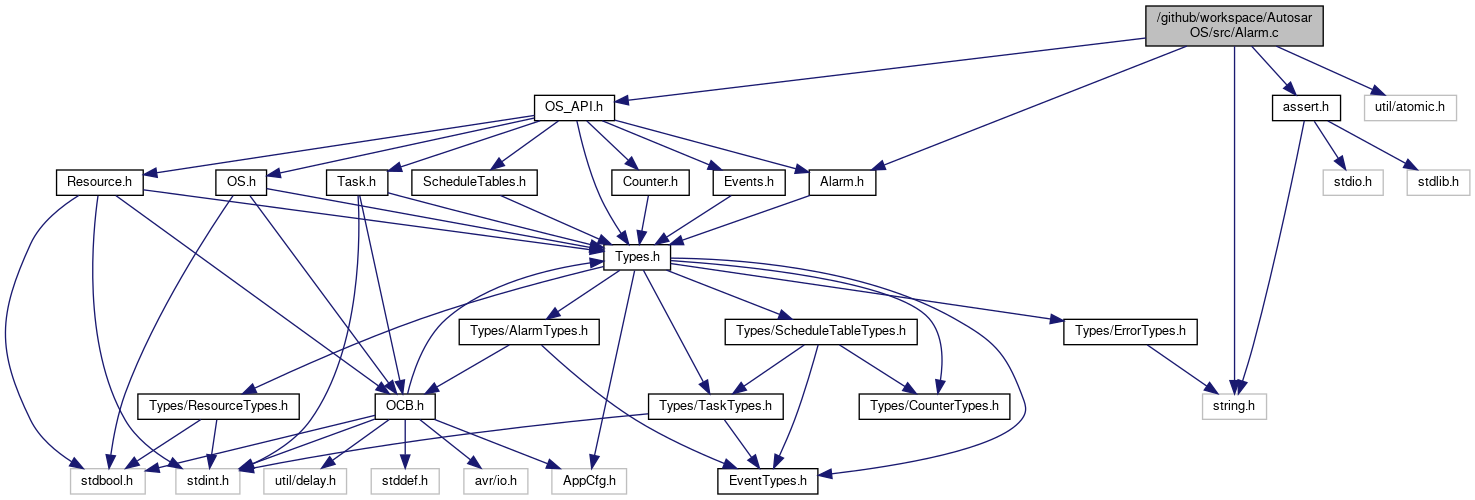 /github/workspace/Autosar
OS/src/Alarm.c
OS_API.h
assert.h
util/atomic.h
Resource.h
OS.h
Task.h
ScheduleTables.h
Counter.h
Events.h
Alarm.h
stdio.h
stdlib.h
Types.h
Types/AlarmTypes.h
Types/ScheduleTableTypes.h
Types/ErrorTypes.h
Types/ResourceTypes.h
OCB.h
Types/TaskTypes.h
Types/CounterTypes.h
string.h
stdbool.h
stdint.h
util/delay.h
stddef.h
avr/io.h
AppCfg.h
EventTypes.h